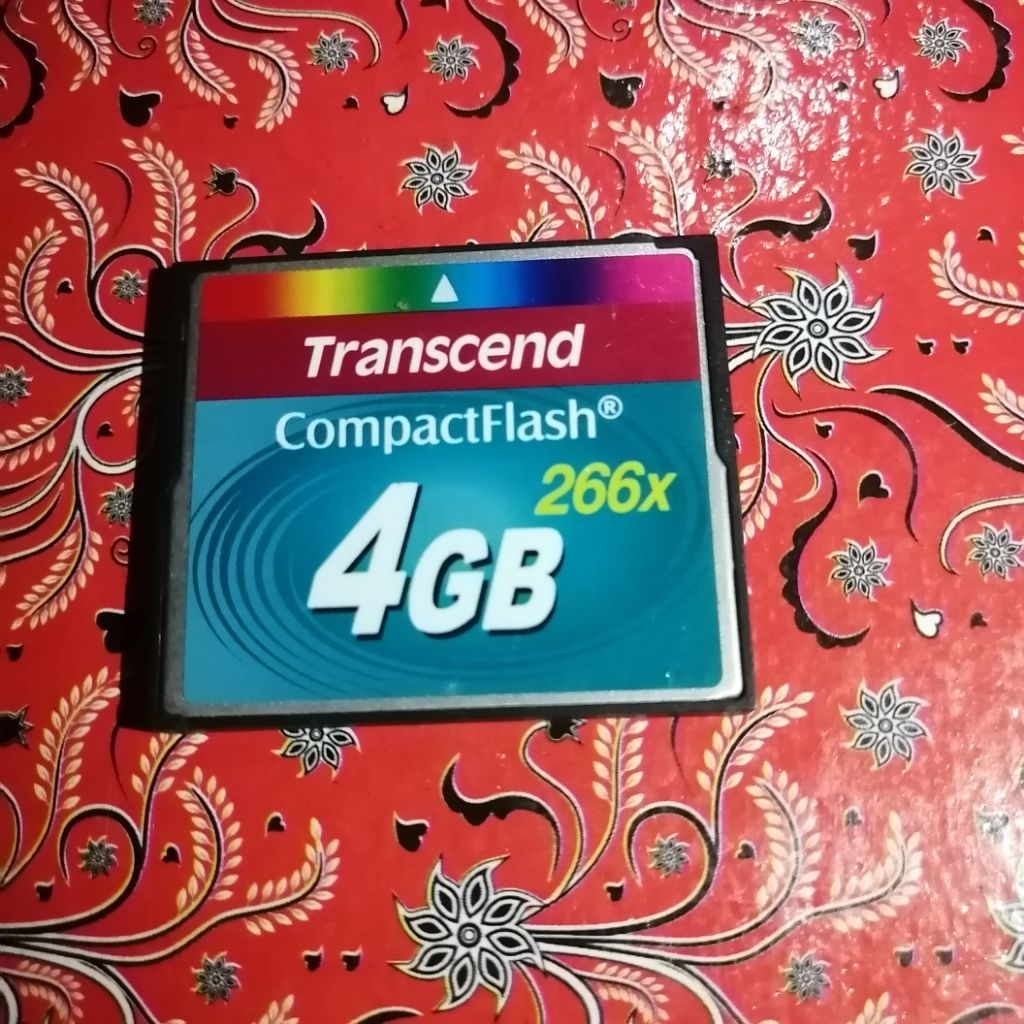 Transcend
CompactFlash®
266x
4GB